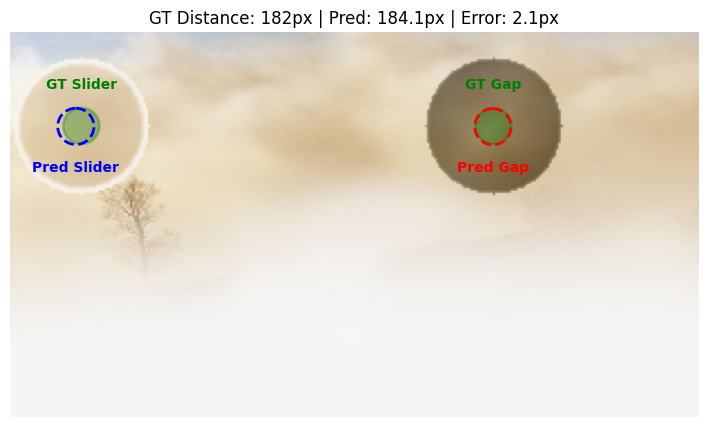 GT Distance: 182px | Pred: 184.1px | Error: 2.1px
GT Slider
GT Gap
Pred Slider
Pred Gap